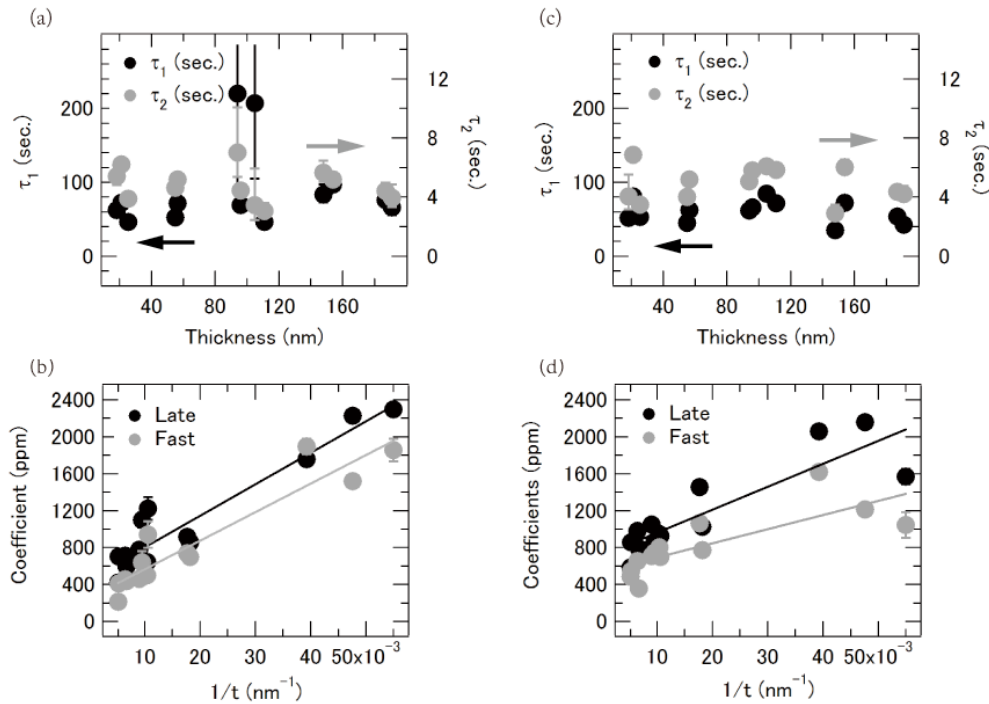 (a)
τ1 (sec.)
τ2 (sec.)
220
180
140
100
60
0
12
8
4
0
τ1 (sec.)
τ2 (sec.)
40 80 120 160
Thickness (nm)
(c)
τ1 (sec.)
τ2 (sec.)
200
100
0
12
8
4
0
τ1 (sec.)
τ2 (sec.)
40 80 120 160
Thickness (nm)
(b)
Late
Fast
2400
2000
1600
1200
800
400
0
Coefficient (ppm)
10 20 30 40 50x10⁻³
1/t (nm⁻¹)
(d)
Late
Fast
2400
2000
1600
1200
800
400
0
Coefficients (ppm)
10 20 30 40 50x10⁻³
1/t (nm⁻¹)